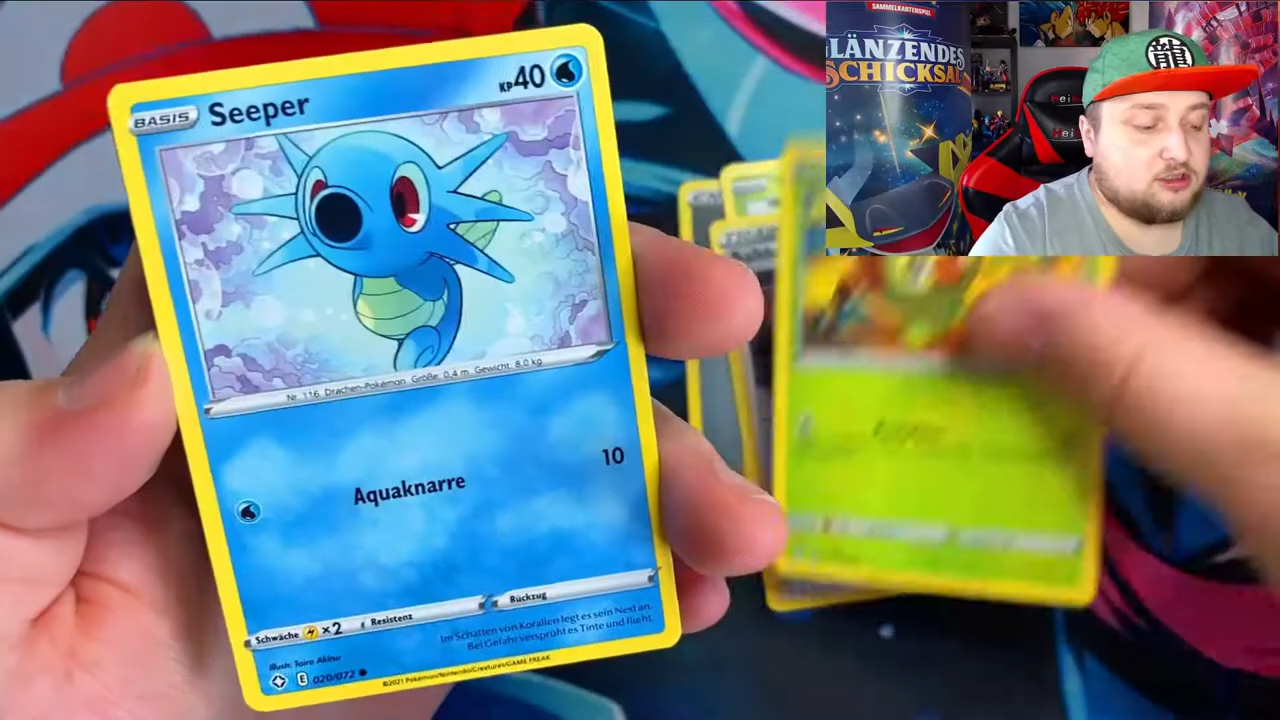 SAMMELKARTENSPIEL
GLÄNZENDES
SCHICKSAL
BASIS Seeper KP40
Nr. 116 Drachen-Pokémon Größe: 0,4 m Gewicht: 8,0 kg
Aquaknarre 10
Schwäche ×2 Resistenz Rückzug
Im Schatten von Korallen legt es sein Nest an.
Bei Gefahr versprüht es Tinte und flieht.
Illus. Taira Akitsu
E 020/072
©2021 Pokémon/Nintendo/Creatures/GAME FREAK
龍